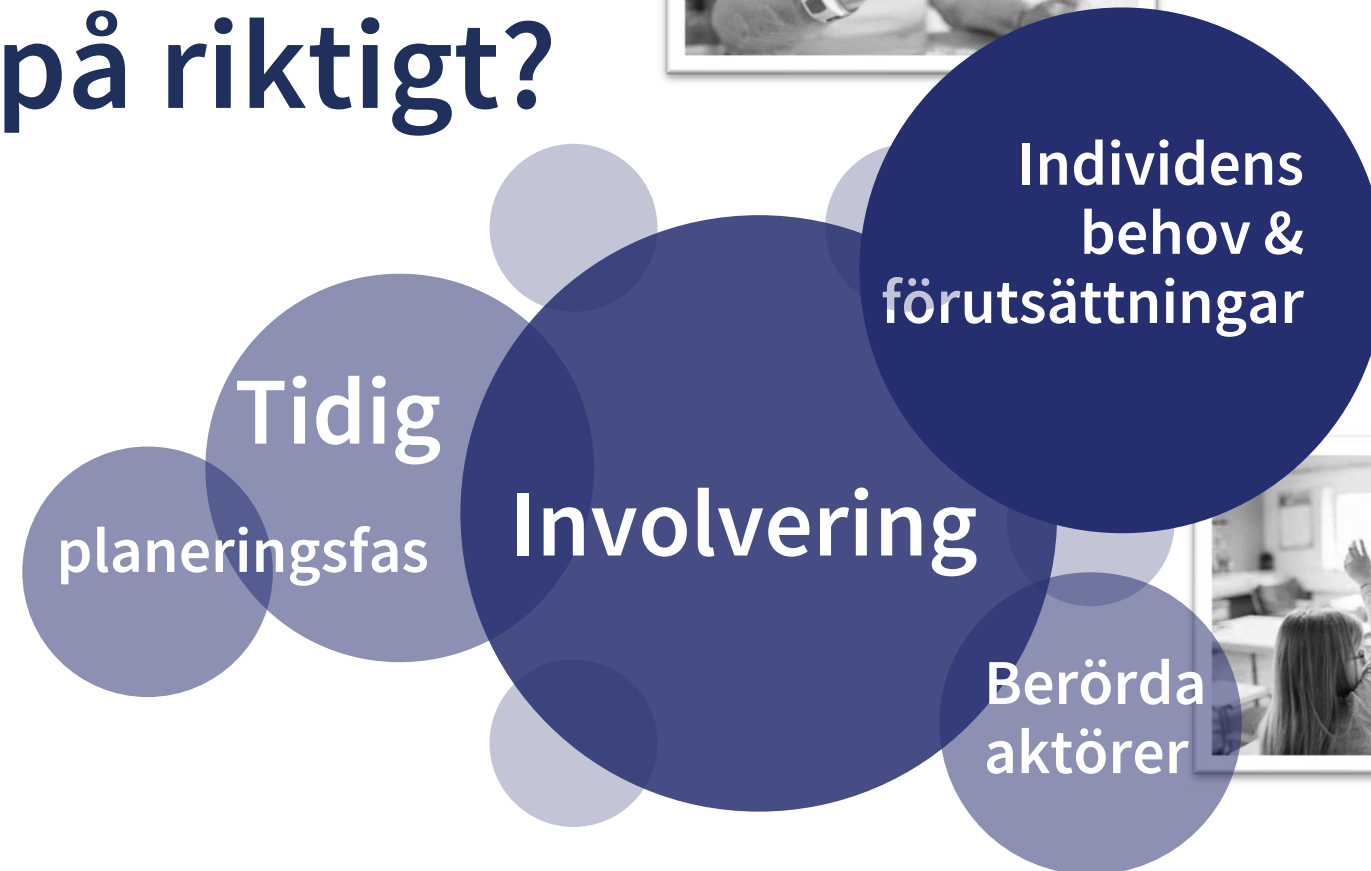 på riktigt?
Individens
behov &
förutsättningar
Tidig
planeringsfas
Involvering
Berörda
aktörer